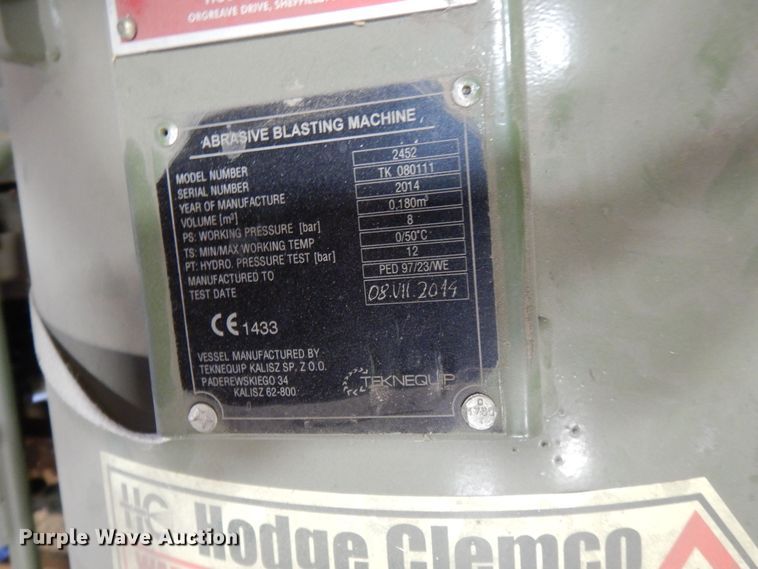 ORGREAVE DRIVE, SHEFFIELD
ABRASIVE BLASTING MACHINE
MODEL NUMBER 2452
SERIAL NUMBER TK 080111
YEAR OF MANUFACTURE 2014
VOLUME [m³] 0.180m³
PS: WORKING PRESSURE [bar] 8
TS: MIN/MAX WORKING TEMP 0/50°C
PT: HYDRO. PRESSURE TEST [bar] 12
MANUFACTURED TO PED 97/23/WE
TEST DATE 08.VII.2014
CE 1433
VESSEL MANUFACTURED BY
TEKNEQUIP KALISZ SP. Z O.O.
PADEREWSKIEGO 34
KALISZ 62-800
TEKNEQUIP
HC Hodge Clemco
Purple Wave Auction